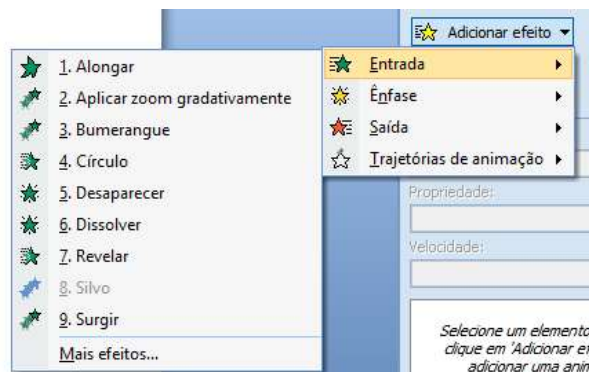 Adicionar efeito
1. Alongar
2. Aplicar zoom gradativamente
3. Bumerangue
4. Círculo
5. Desaparecer
6. Dissolver
7. Revelar
8. Silvo
9. Surgir
Mais efeitos...
Entrada
Ênfase
Saída
Trajetórias de animação
Propriedade:
Velocidade:
Selecione um elemento
clique em 'Adicionar
adicionar uma